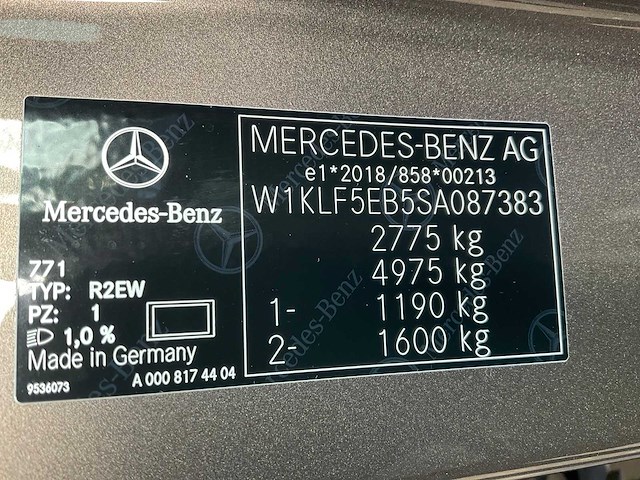 Mercedes-Benz
771
TYP: R2EW
PZ: 1
1,0 %
Made in Germany
9536073
A 000 817 44 04
MERCEDES-BENZ AG
e1*2018/858*00213
W1KLF5EB5SA087383
2775 kg
4975 kg
1- 1190 kg
2- 1600 kg